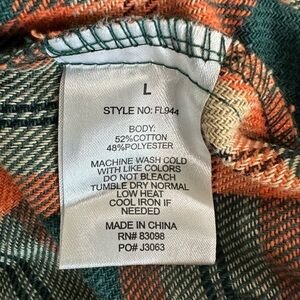 L
STYLE NO: FL944
BODY:
52%COTTON
48%POLYESTER
MACHINE WASH COLD
WITH LIKE COLORS
DO NOT BLEACH
TUMBLE DRY NORMAL
LOW HEAT
COOL IRON IF
NEEDED
MADE IN CHINA
RN# 83098
PO# J3063